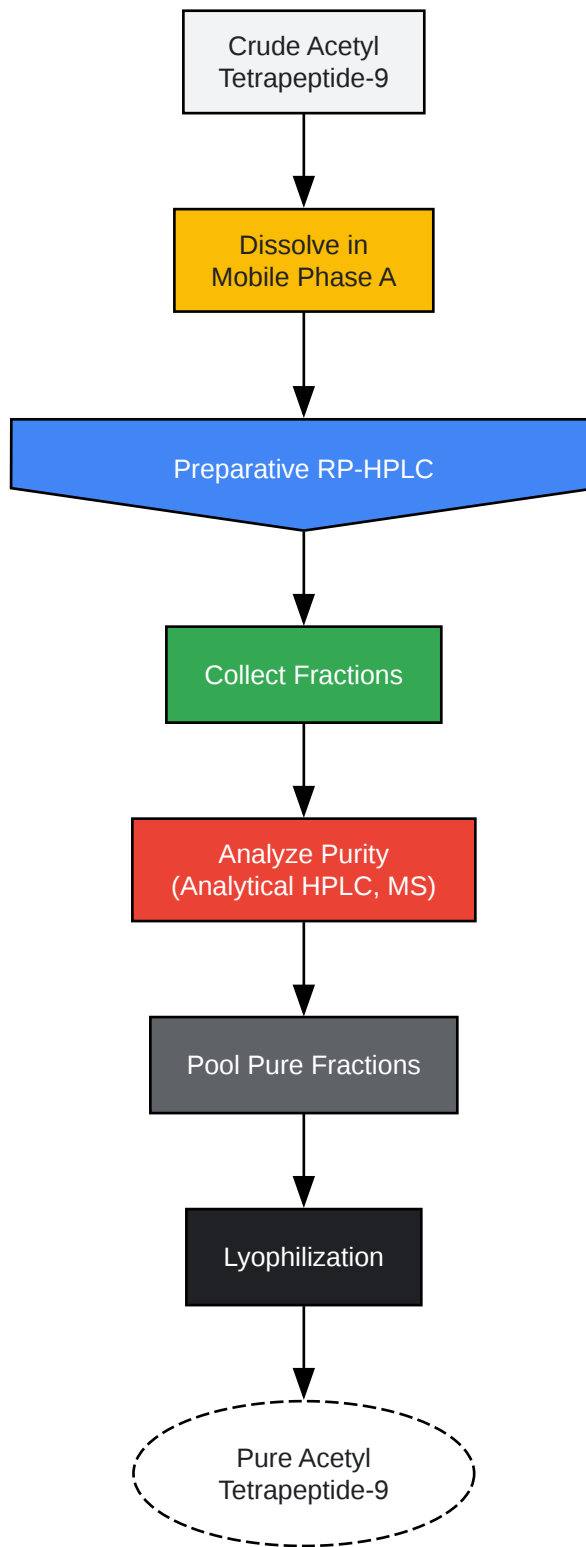 Crude Acetyl
Tetrapeptide-9
Dissolve in
Mobile Phase A
Preparative RP-HPLC
Collect Fractions
Analyze Purity
(Analytical HPLC, MS)
Pool Pure Fractions
Lyophilization
Pure Acetyl
Tetrapeptide-9